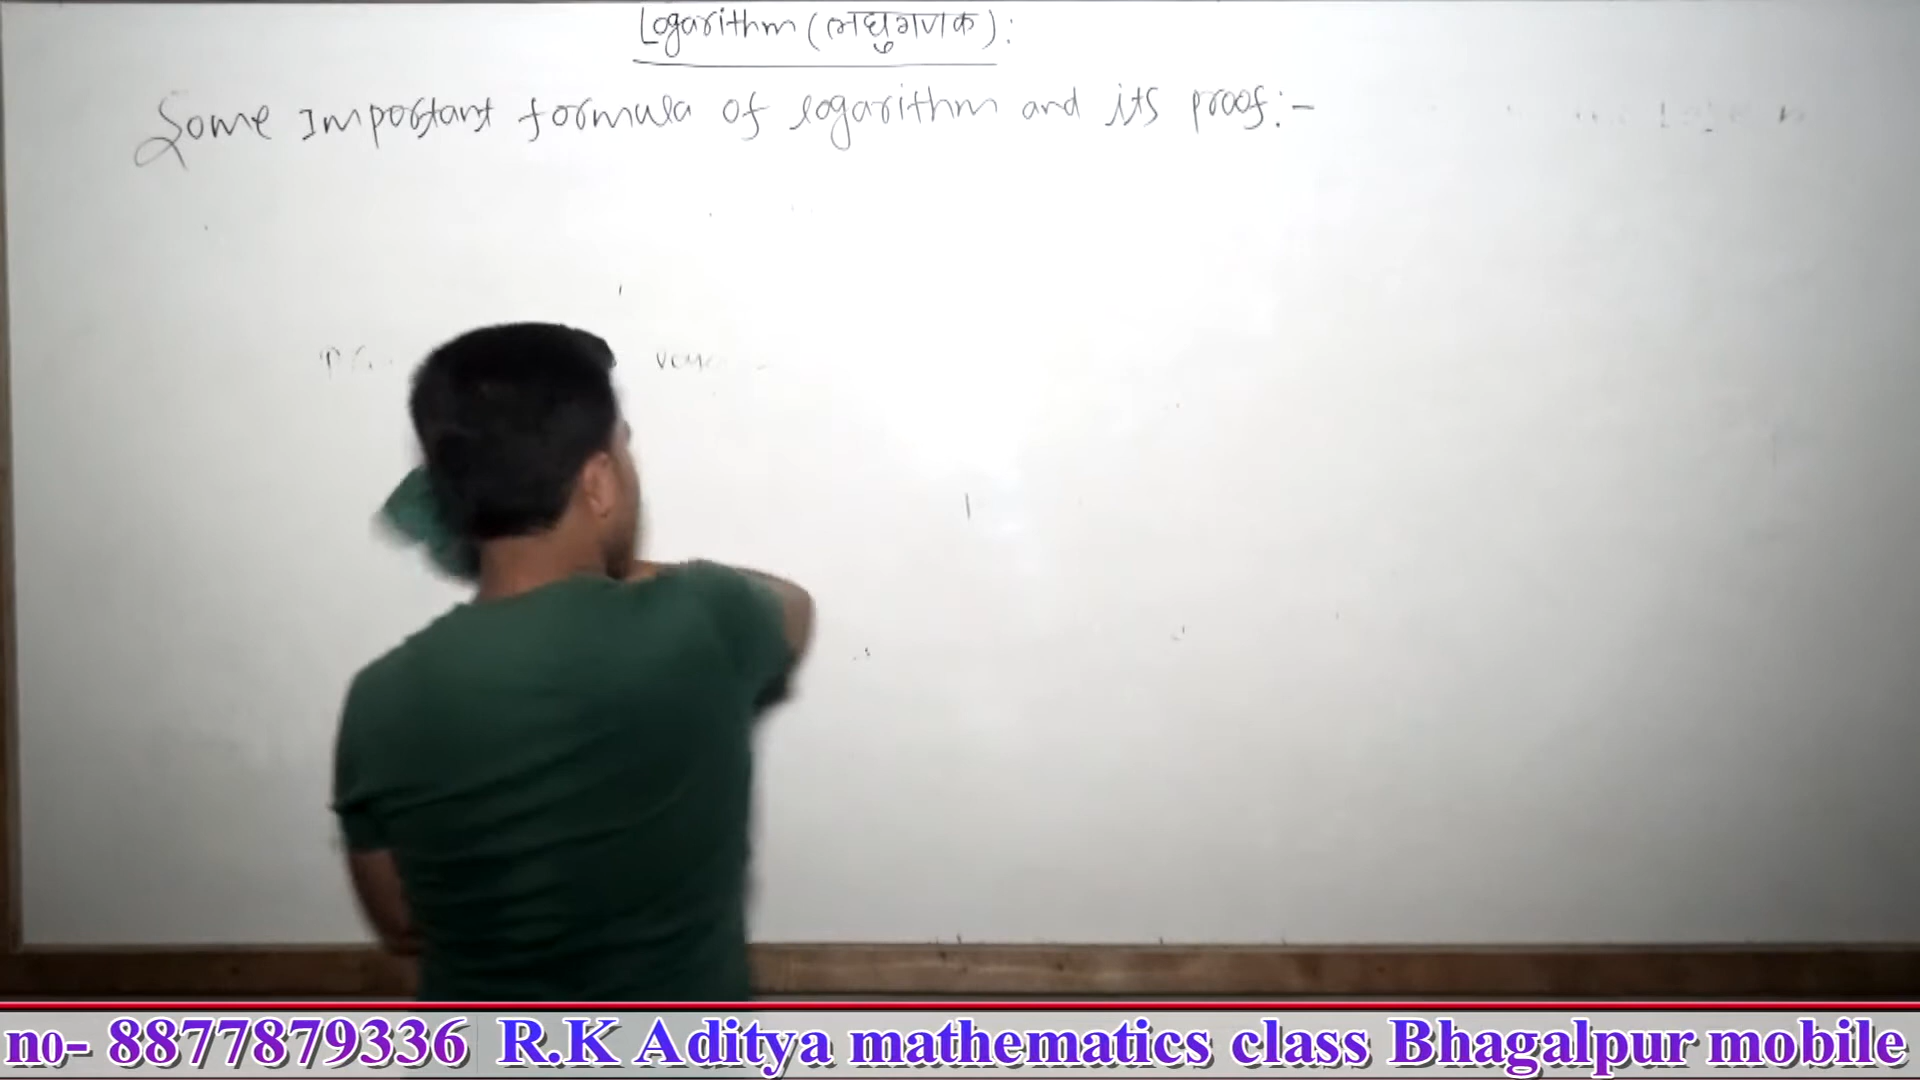 Logarithm (लघुगणक):
Some Important formula of logarithm and its proof:-
no- 8877879336 R.K Aditya mathematics class Bhagalpur mobile